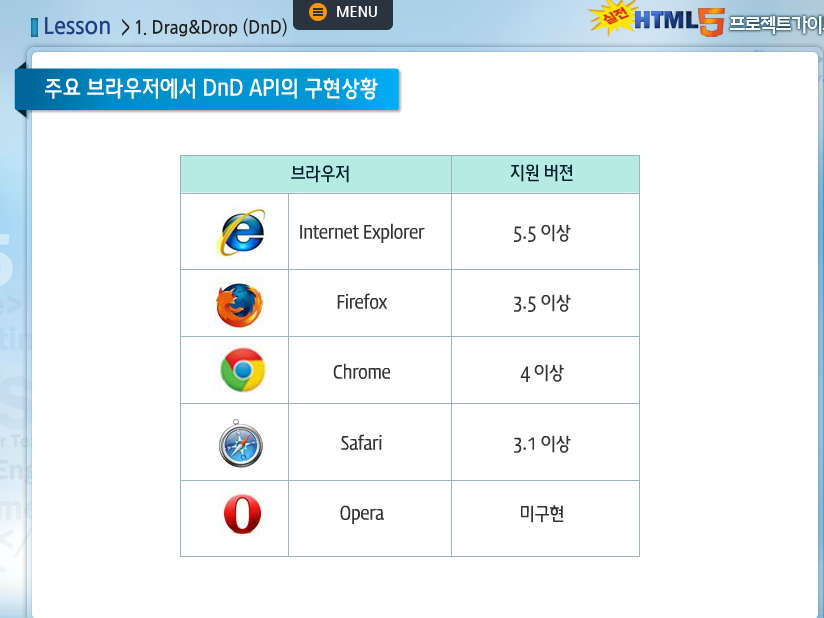 Lesson > 1. Drag&Drop (DnD)
MENU
실전 HTML5 프로젝트가이
주요 브라우저에서 DnD API의 구현상황
브라우저 지원 버젼
Internet Explorer 5.5 이상
Firefox 3.5 이상
Chrome 4 이상
Safari 3.1 이상
Opera 미구현